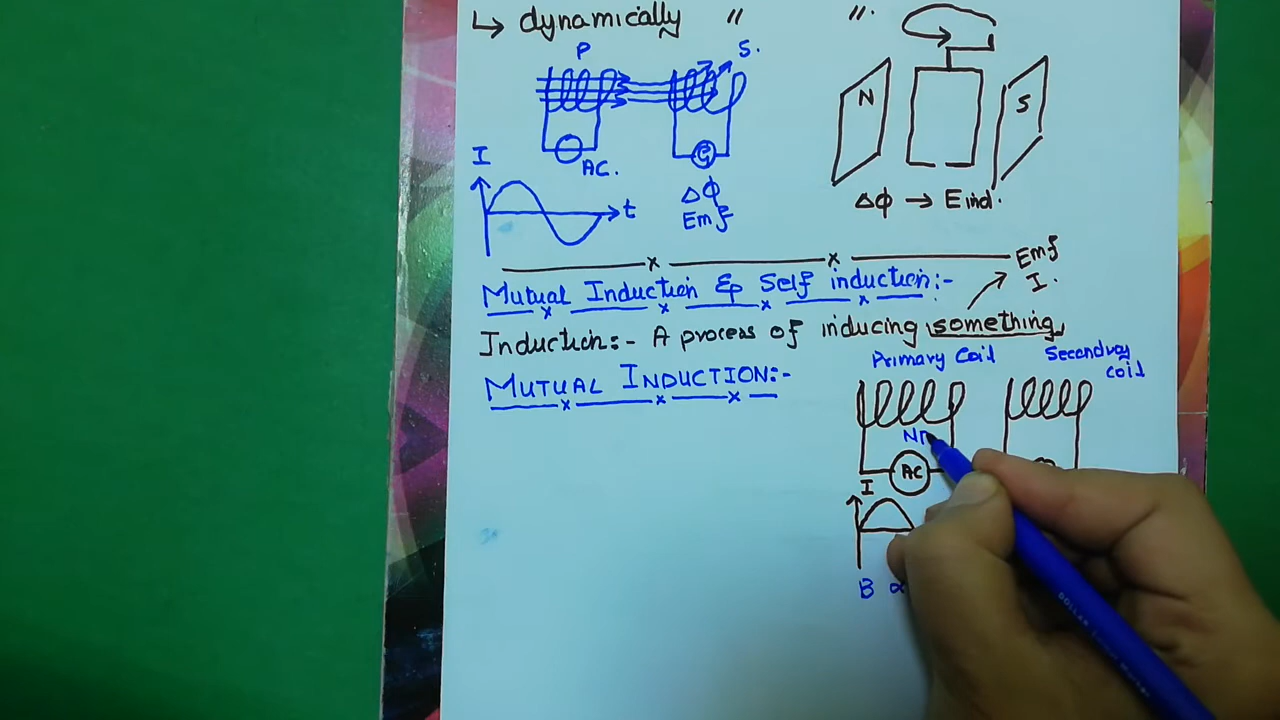 ↳ dynamically " ".
P S.
N S
AC. G
I
t
Δϕ
Emf
Δϕ → Eind.
Emf
I.
Mutual Induction & Self induction:-
Induction:- A process of inducing something
Primary Coil Secondary coil
MUTUAL INDUCTION:-
AC
I
B ∝